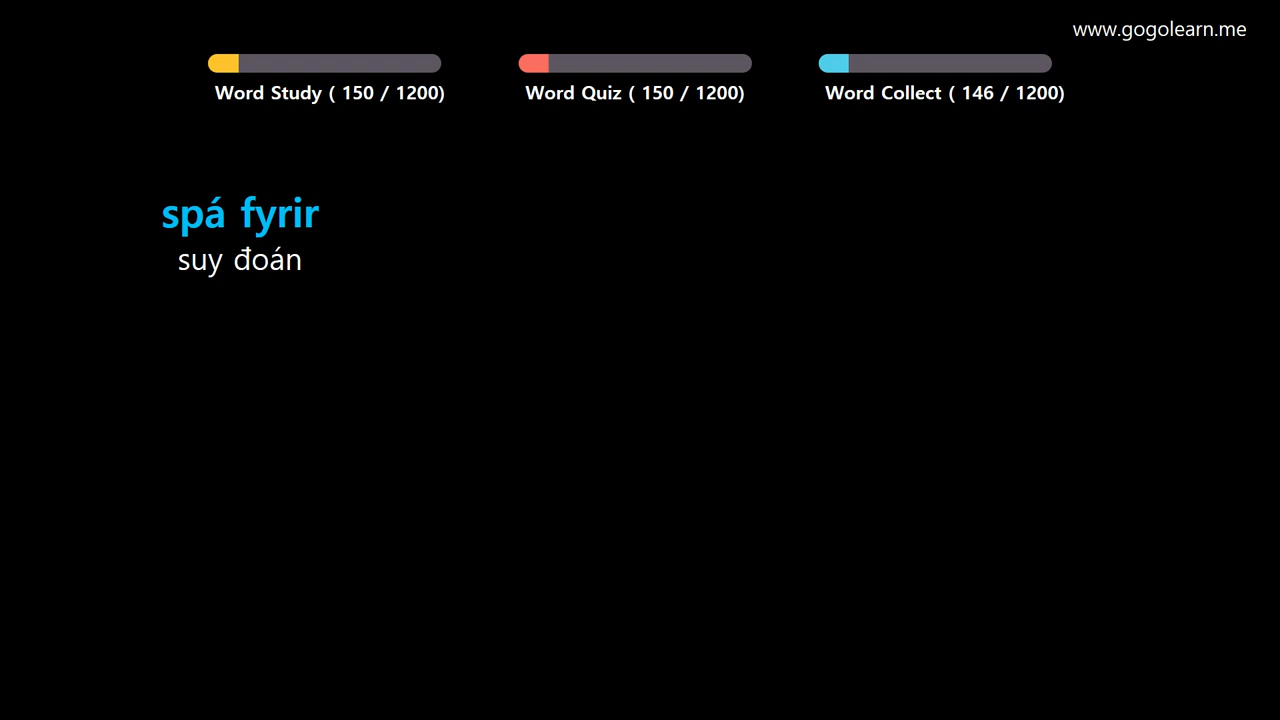 www.gogolearn.me
Word Study ( 150 / 1200)
Word Quiz ( 150 / 1200)
Word Collect ( 146 / 1200)
spá fyrir
suy đoán